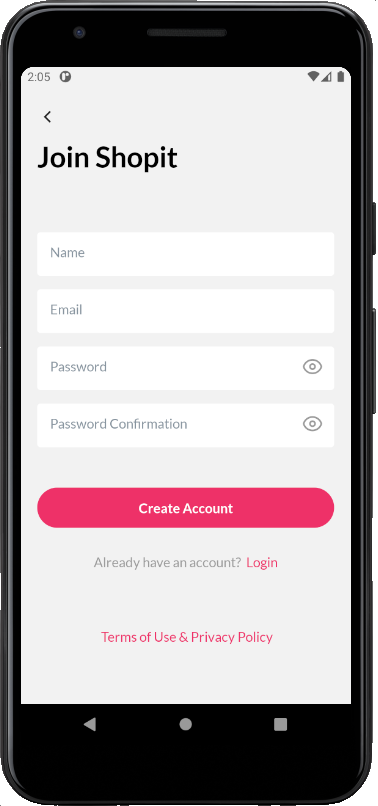 2:05
Join Shopit
Name
Email
Password
Password Confirmation
Create Account
Already have an account? Login
Terms of Use & Privacy Policy